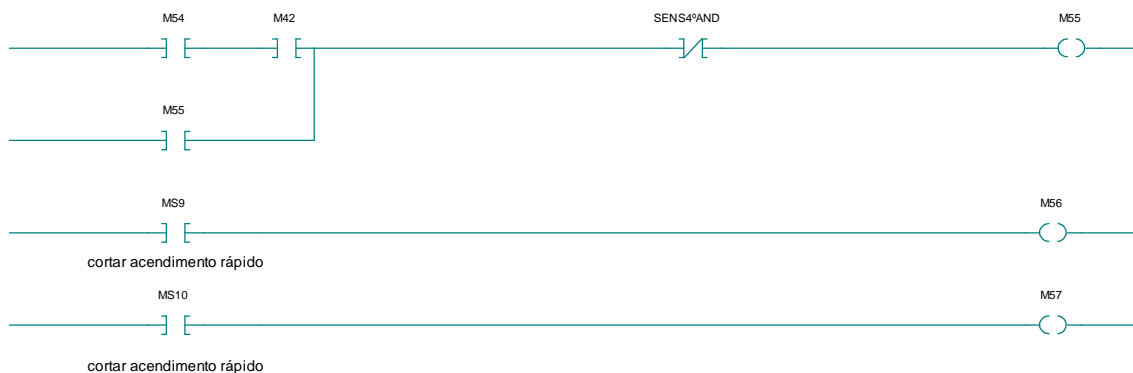 M54 M42 SENS4ºAND M55
M55
MS9 M56
cortar acendimento rápido
MS10 M57
cortar acendimento rápido